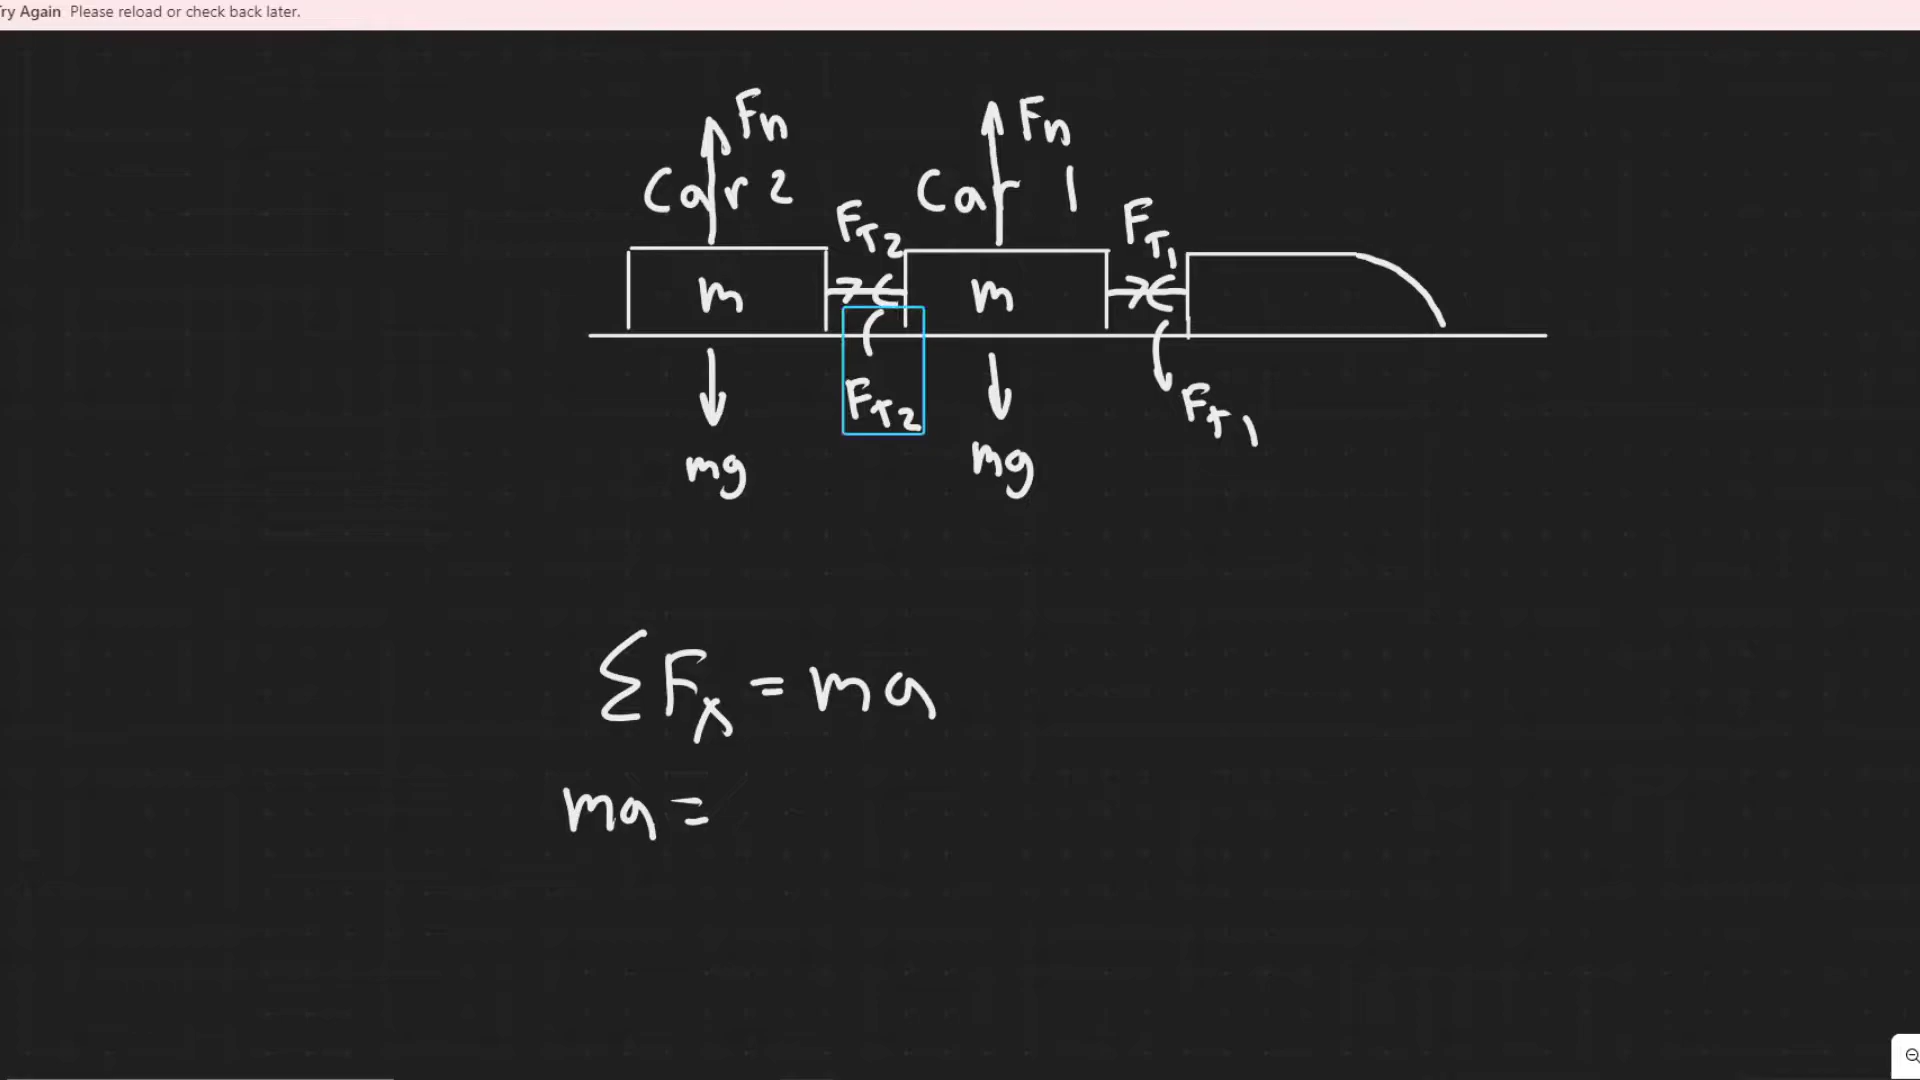 Try Again Please reload or check back later.
Fn Fn
Car 2 Car 1
FT2 FT1
m m
FT2 Ft1
mg mg
ΣFx = ma
ma =